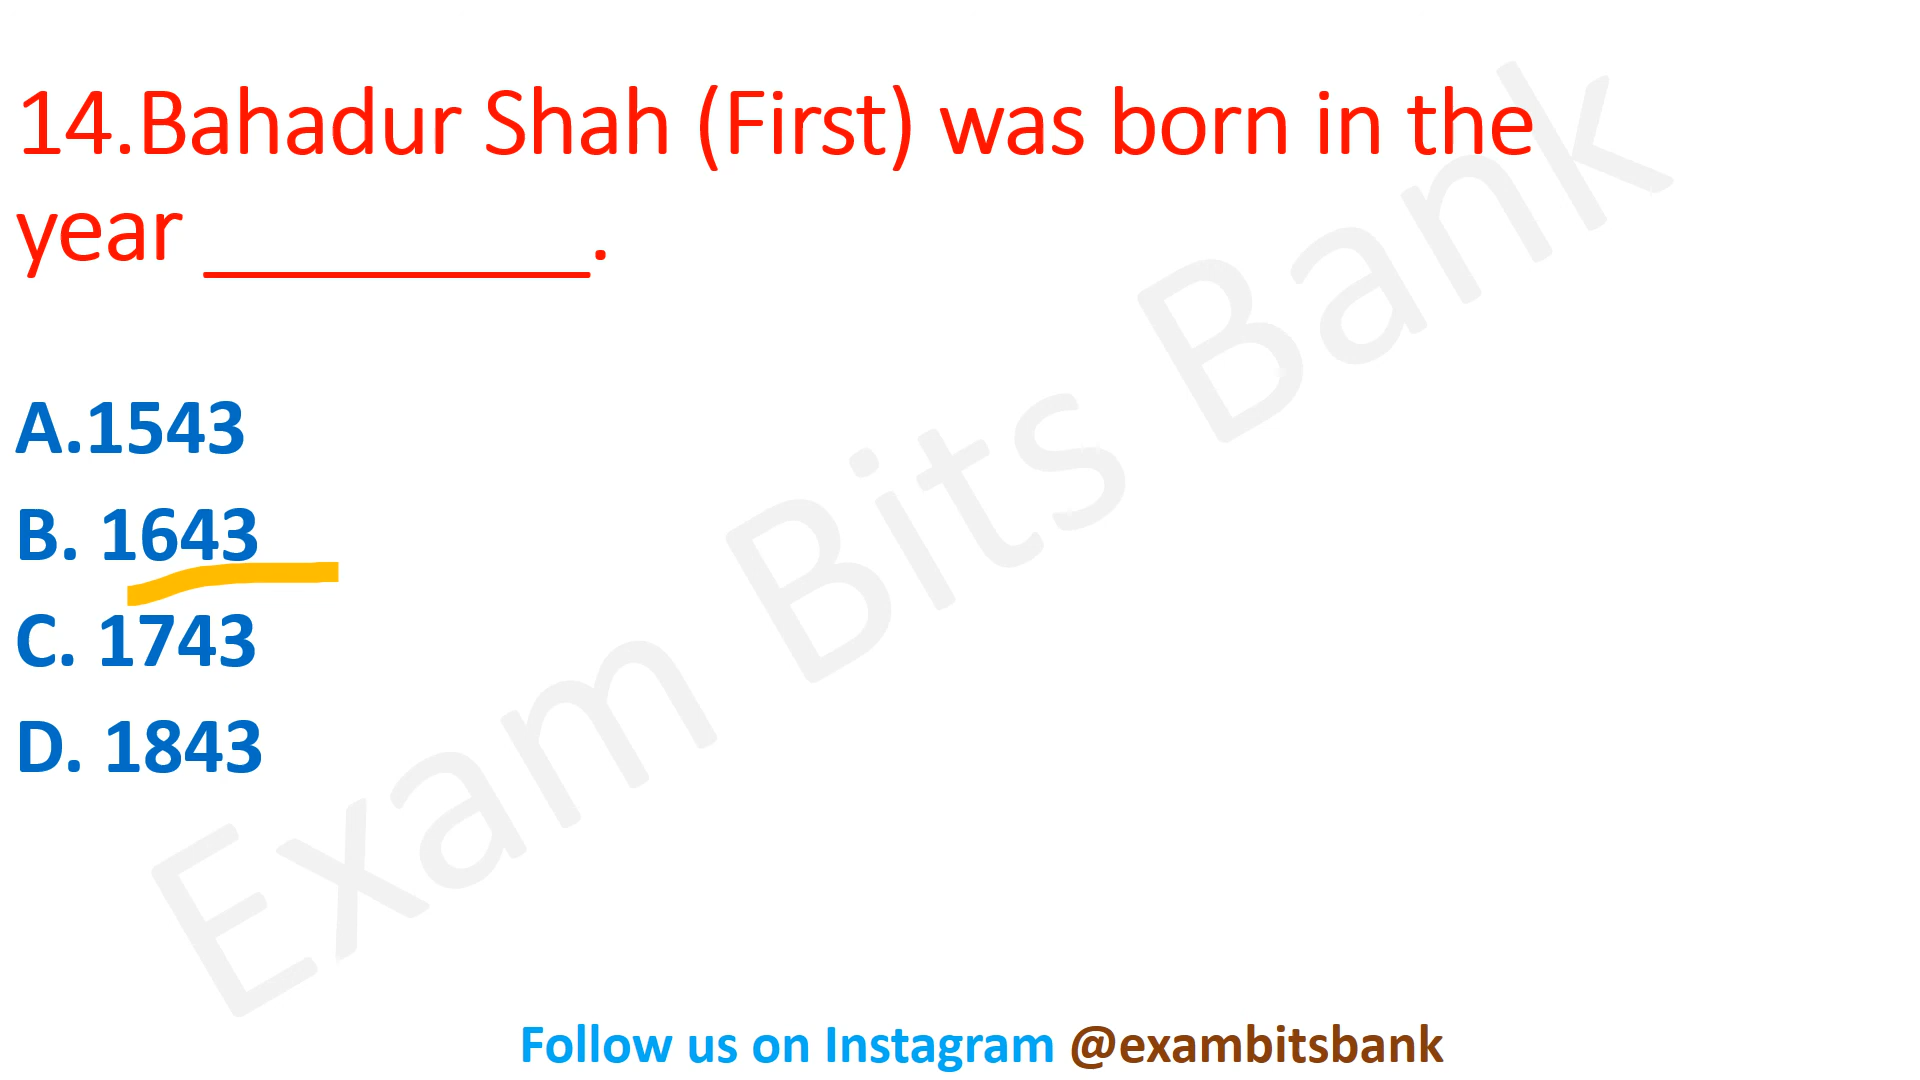 14.Bahadur Shah (First) was born in the
year _________.
A.1543
B. 1643
C. 1743
D. 1843
Exam Bits Bank
Follow us on Instagram @exambitsbank